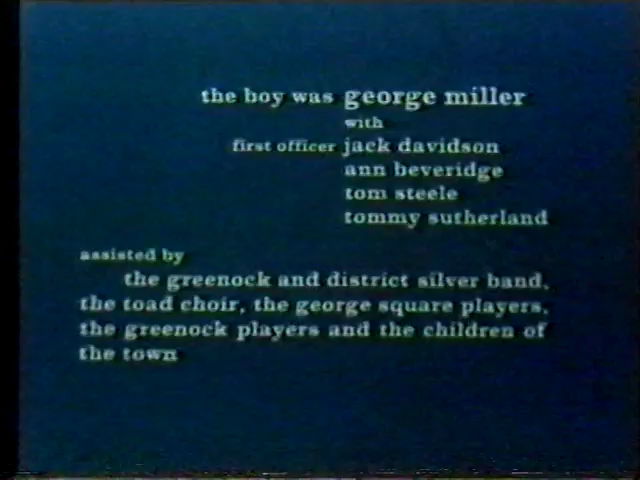 the boy was george miller
with
first officer jack davidson
ann beveridge
tom steele
tommy sutherland
assisted by
the greenock and district silver band,
the toad choir, the george square players,
the greenock players and the children of
the town